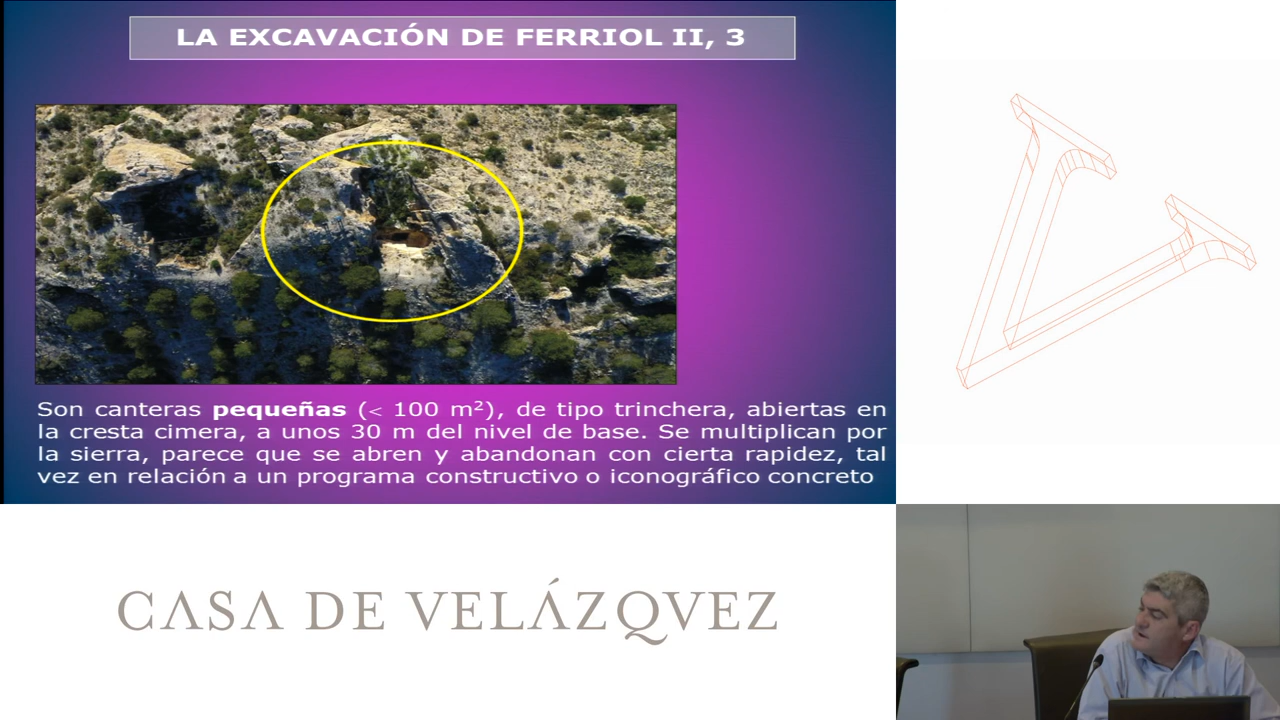 LA EXCAVACIÓN DE FERRIOL II, 3
Son canteras pequeñas (< 100 m²), de tipo trinchera, abiertas en
la cresta cimera, a unos 30 m del nivel de base. Se multiplican por
la sierra, parece que se abren y abandonan con cierta rapidez, tal
vez en relación a un programa constructivo o iconográfico concreto
CASA DE VELÁZQVEZ